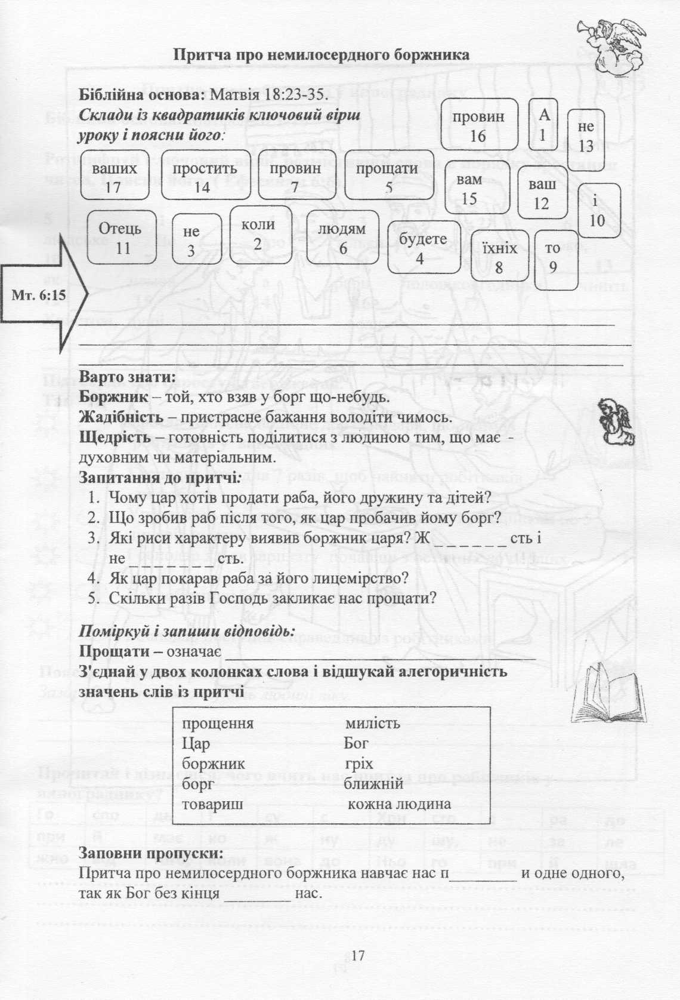 Притча про немилосердного боржника
Біблійна основа: Матвія 18:23-35.
Склади із квадратиків ключовий вірш
уроку і поясни його:
провин
16
А
1
не
13
ваших
17
простить
14
провин
7
прощати
5
вам
15
ваш
12
і
10
Отець
11
не
3
коли
2
людям
6
будете
4
їхніх
8
то
9
Мт. 6:15
Варто знати:
Боржник – той, хто взяв у борг що-небудь.
Жадібність – пристрасне бажання володіти чимось.
Щедрість – готовність поділитися з людиною тим, що має -
духовним чи матеріальним.
Запитання до притчі:
1. Чому цар хотів продати раба, його дружину та дітей?
2. Що зробив раб після того, як цар пробачив йому борг?
3. Які риси характеру виявив боржник царя? Ж _ _ _ _ _ _ сть і
не _ _ _ _ _ _ _ сть.
4. Як цар покарав раба за його лицемірство?
5. Скільки разів Господь закликає нас прощати?
Поміркуй і запиши відповідь:
Прощати – означає ____________________
З'єднай у двох колонках слова і відшукай алегоричність
значень слів із притчі
прощення милість
Цар Бог
боржник гріх
борг ближній
товариш кожна людина
Заповни пропуски:
Притча про немилосердного боржника навчає нас п________ и одне одного,
так як Бог без кінця ________ нас.
17